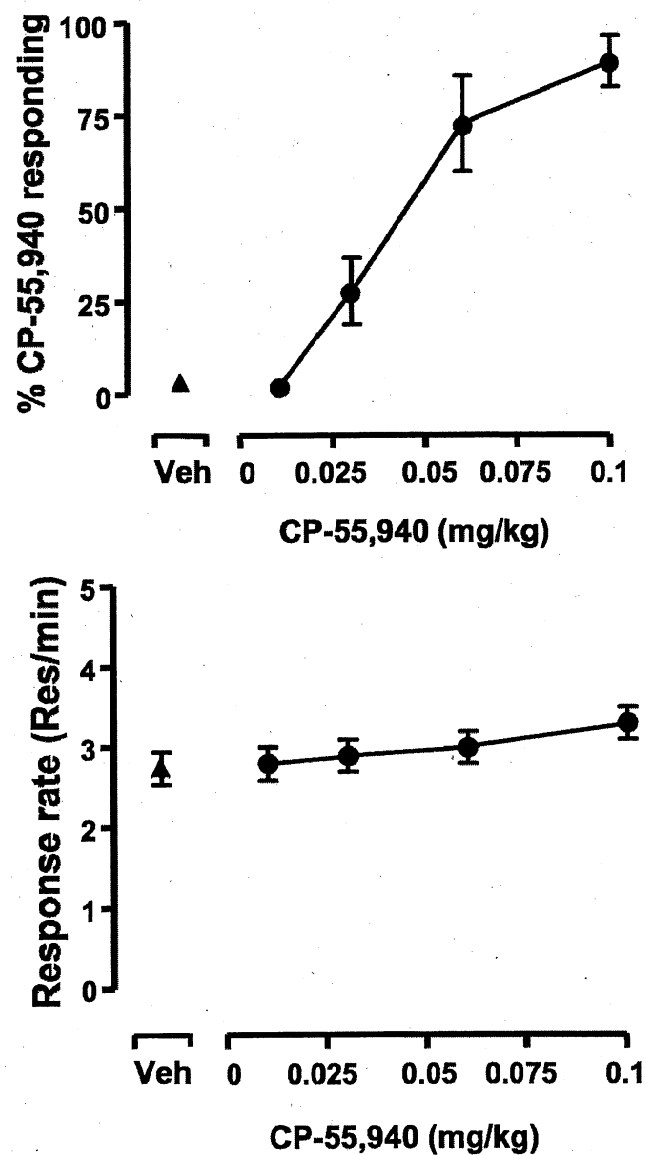 % CP-55,940 responding
100
75
50
25
0
Veh 0 0.025 0.05 0.075 0.1
CP-55,940 (mg/kg)
Response rate (Res/min)
5
4
3
2
1
0
Veh 0 0.025 0.05 0.075 0.1
CP-55,940 (mg/kg)